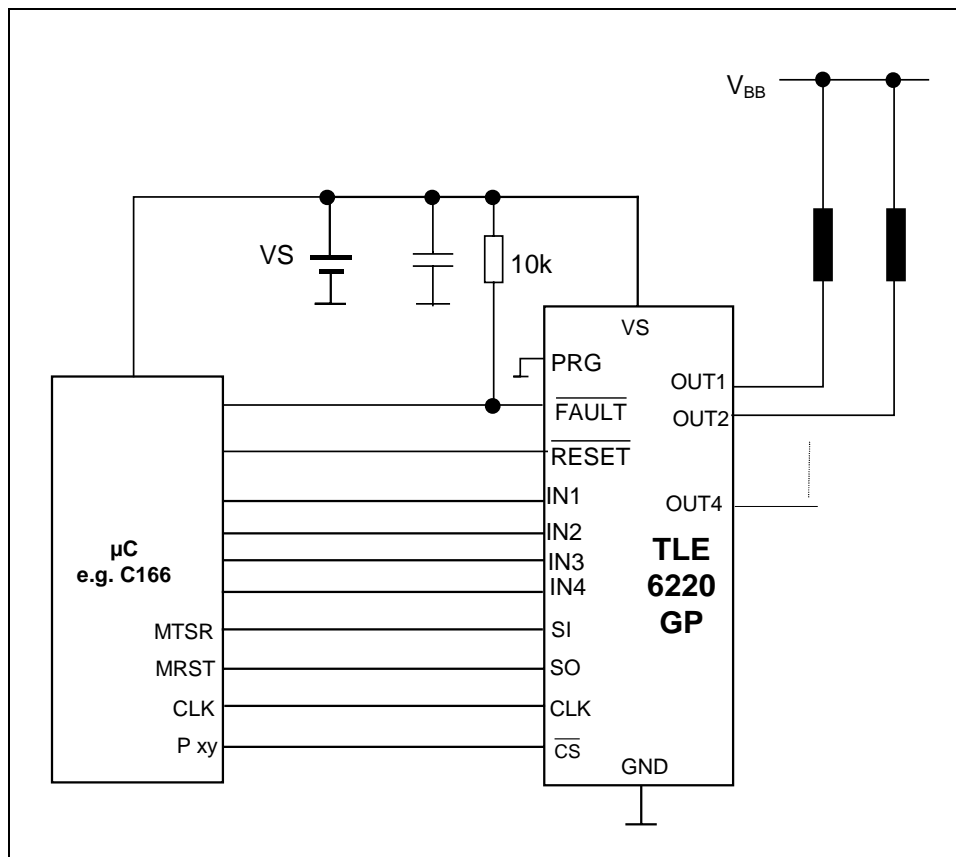 V_BB
VS
10k
VS
PRG
OUT1
FAULT
OUT2
RESET
IN1
OUT4
IN2
µC
e.g. C166
IN3
TLE
6220
GP
IN4
MTSR
SI
MRST
SO
CLK
CLK
P xy
CS
GND